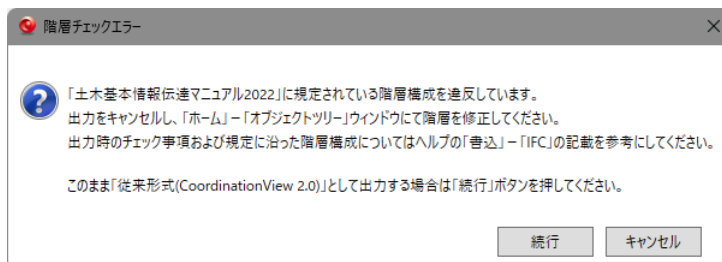 階層チェックエラー
「土木基本情報伝達マニュアル2022」に規定されている階層構成を違反しています。
出力をキャンセルし、「ホーム」－「オブジェクトツリー」ウィンドウにて階層を修正してください。
出力時のチェック事項および規定に沿った階層構成についてはヘルプの「書込」－「IFC」の記載を参考にしてください。
このまま「従来形式(CoordinationView 2.0)」として出力する場合は「続行」ボタンを押してください。
続行
キャンセル